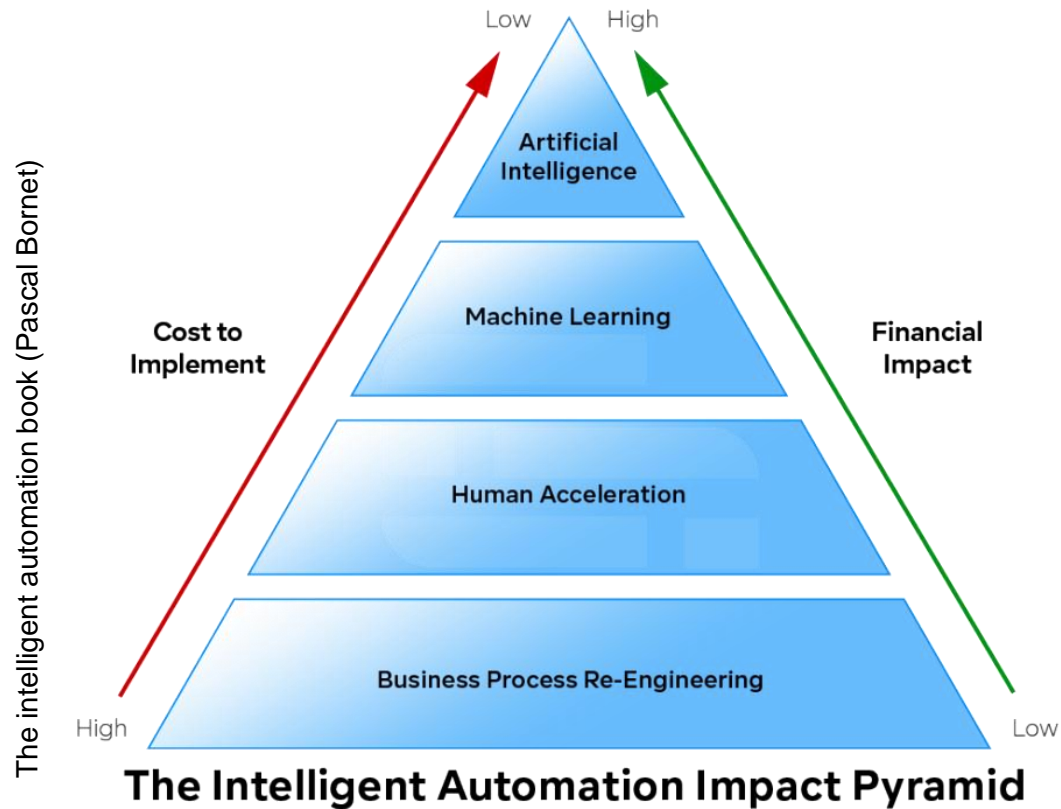 Low
High
Artificial
Intelligence
Machine Learning
Cost to
Implement
Financial
Impact
Human Acceleration
Business Process Re-Engineering
High
Low
The Intelligent Automation Impact Pyramid
The intelligent automation book (Pascal Bornet)